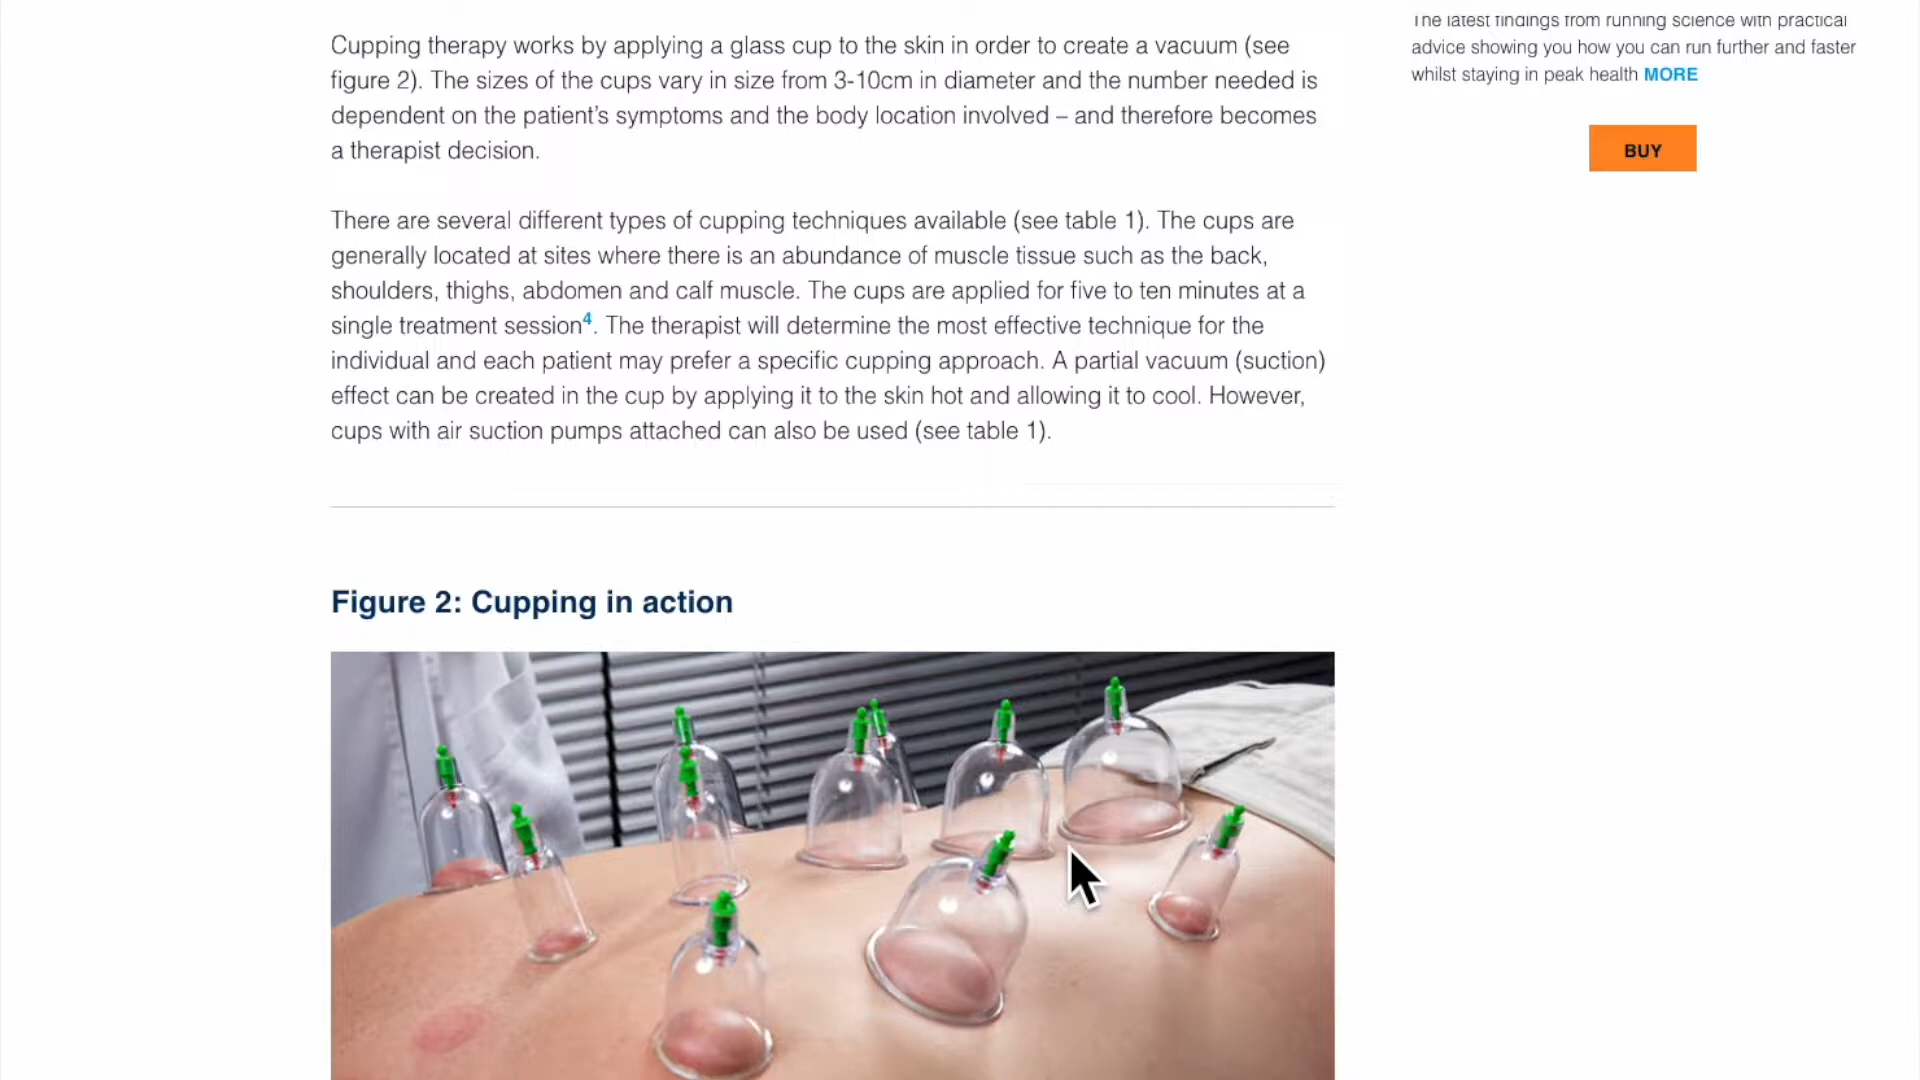 Cupping therapy works by applying a glass cup to the skin in order to create a vacuum (see
figure 2). The sizes of the cups vary in size from 3-10cm in diameter and the number needed is
dependent on the patient’s symptoms and the body location involved – and therefore becomes
a therapist decision.
There are several different types of cupping techniques available (see table 1). The cups are
generally located at sites where there is an abundance of muscle tissue such as the back,
shoulders, thighs, abdomen and calf muscle. The cups are applied for five to ten minutes at a
single treatment session4. The therapist will determine the most effective technique for the
individual and each patient may prefer a specific cupping approach. A partial vacuum (suction)
effect can be created in the cup by applying it to the skin hot and allowing it to cool. However,
cups with air suction pumps attached can also be used (see table 1).
Figure 2: Cupping in action
The latest findings from running science with practical
advice showing you how you can run further and faster
whilst staying in peak health MORE
BUY